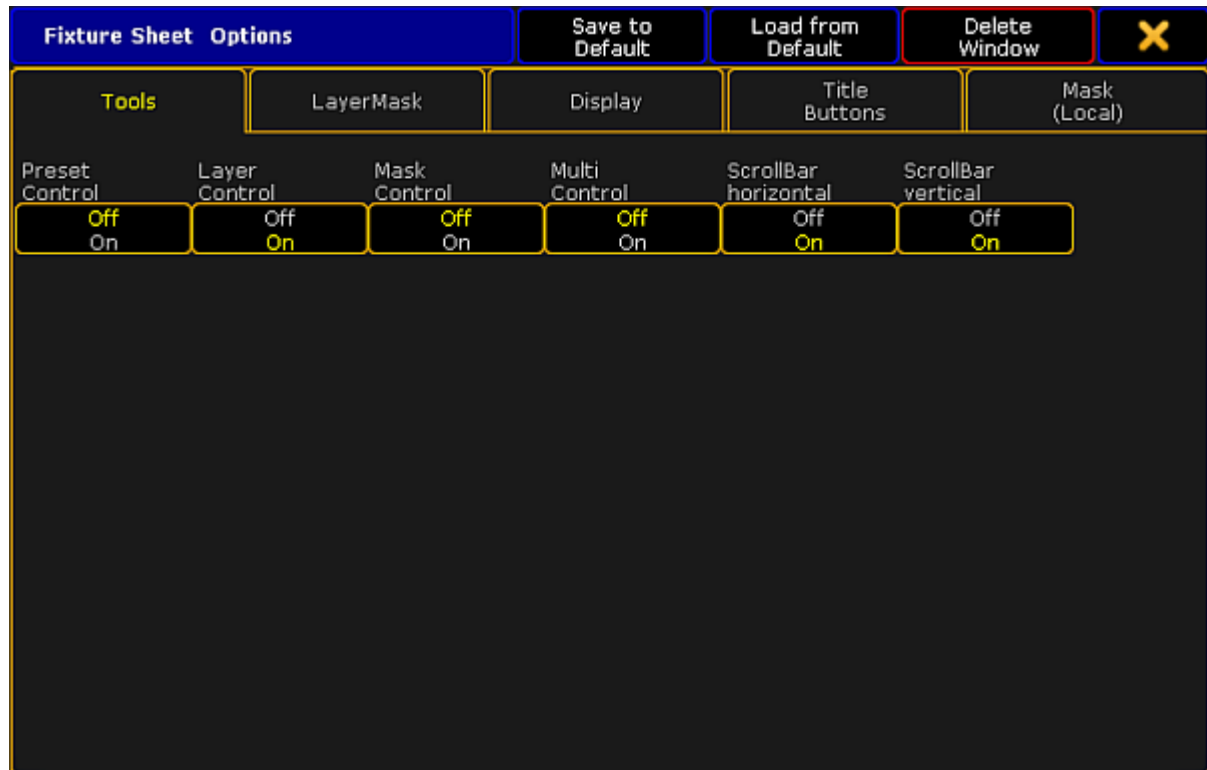 Fixture Sheet Options
Save to
Default
Load from
Default
Delete
Window
Tools
LayerMask
Display
Title
Buttons
Mask
(Local)
Preset
Control
Off
On
Layer
Control
Off
On
Mask
Control
Off
On
Multi
Control
Off
On
ScrollBar
horizontal
Off
On
ScrollBar
vertical
Off
On